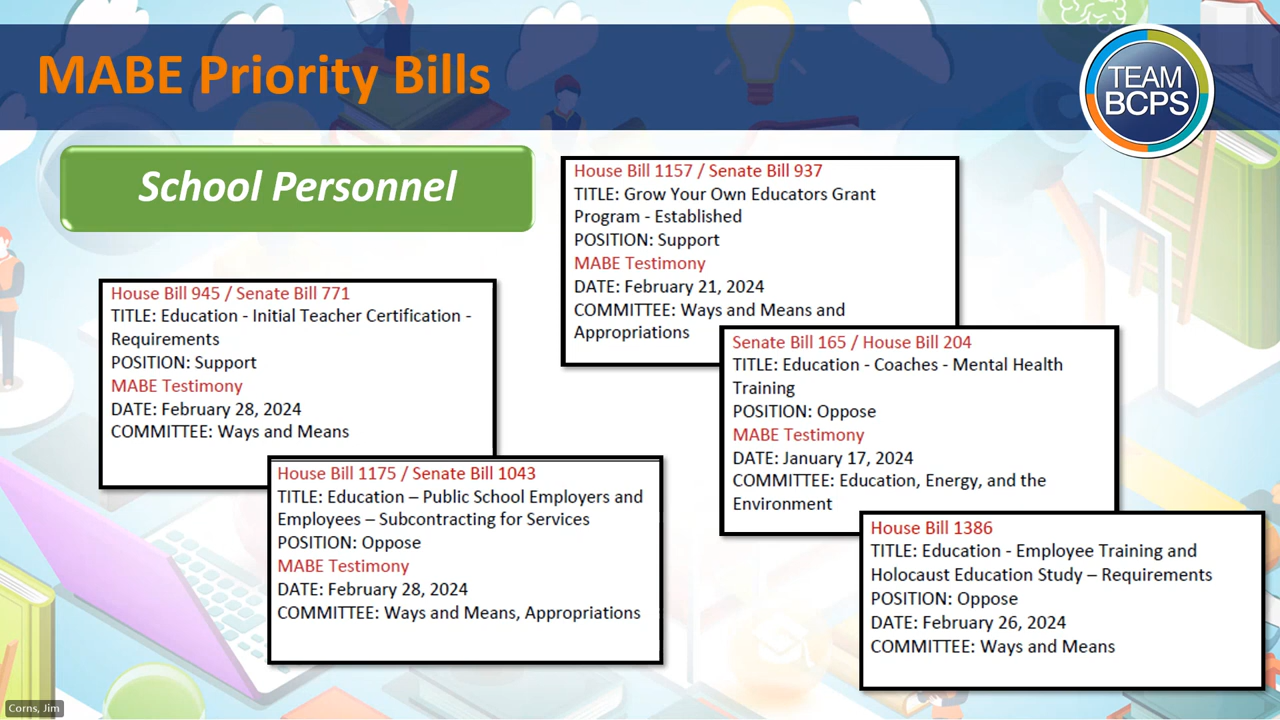 MABE Priority Bills
TEAM
BCPS
School Personnel
House Bill 945 / Senate Bill 771
TITLE: Education - Initial Teacher Certification -
Requirements
POSITION: Support
MABE Testimony
DATE: February 28, 2024
COMMITTEE: Ways and Means
House Bill 1175 / Senate Bill 1043
TITLE: Education – Public School Employers and
Employees – Subcontracting for Services
POSITION: Oppose
MABE Testimony
DATE: February 28, 2024
COMMITTEE: Ways and Means, Appropriations
House Bill 1157 / Senate Bill 937
TITLE: Grow Your Own Educators Grant
Program - Established
POSITION: Support
MABE Testimony
DATE: February 21, 2024
COMMITTEE: Ways and Means and
Appropriations
Senate Bill 165 / House Bill 204
TITLE: Education - Coaches - Mental Health
Training
POSITION: Oppose
MABE Testimony
DATE: January 17, 2024
COMMITTEE: Education, Energy, and the
Environment
House Bill 1386
TITLE: Education - Employee Training and
Holocaust Education Study – Requirements
POSITION: Oppose
DATE: February 26, 2024
COMMITTEE: Ways and Means
Corns, Jim